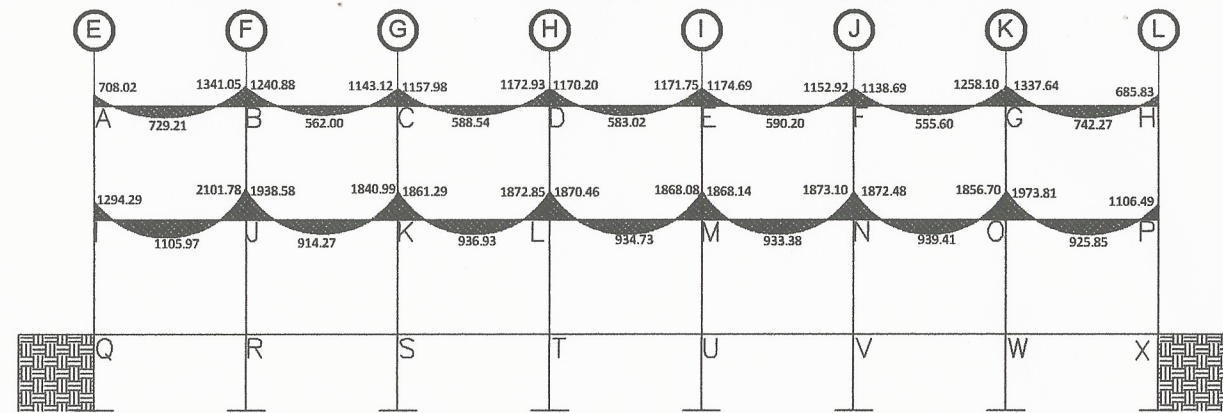 E F G H I J K L
708.02 1341.05 1240.88 1143.12 1157.98 1172.93 1170.20 1171.75 1174.69 1152.92 1138.69 1258.10 1337.64 685.83
A B C D E F G H
729.21 562.00 588.54 583.02 590.20 555.60 742.27
1294.29 2101.78 1938.58 1840.99 1861.29 1872.85 1870.46 1868.08 1868.14 1873.10 1872.48 1856.70 1973.81 1106.49
I J K L M N O P
1105.97 914.27 936.93 934.73 933.38 939.41 925.85
Q R S T U V W X